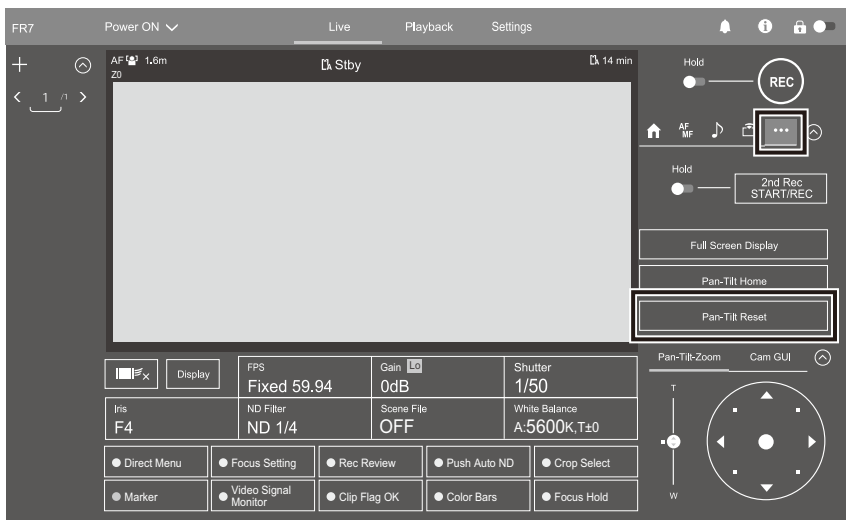 FR7 Power ON Live Playback Settings
AF 1.6m Stby 14 min
Z0
1 /1
Hold
REC
AF
MF
Hold
2nd Rec
START/REC
Full Screen Display
Pan-Tilt Home
Pan-Tilt Reset
Pan-Tilt-Zoom Cam GUI
T
W
Display
FPS
Fixed 59.94
Gain Lo
0dB
Shutter
1/50
Iris
F4
ND Filter
ND 1/4
Scene File
OFF
White Balance
A:5600K,T±0
Direct Menu
Focus Setting
Rec Review
Push Auto ND
Crop Select
Marker
Video Signal
Monitor
Clip Flag OK
Color Bars
Focus Hold